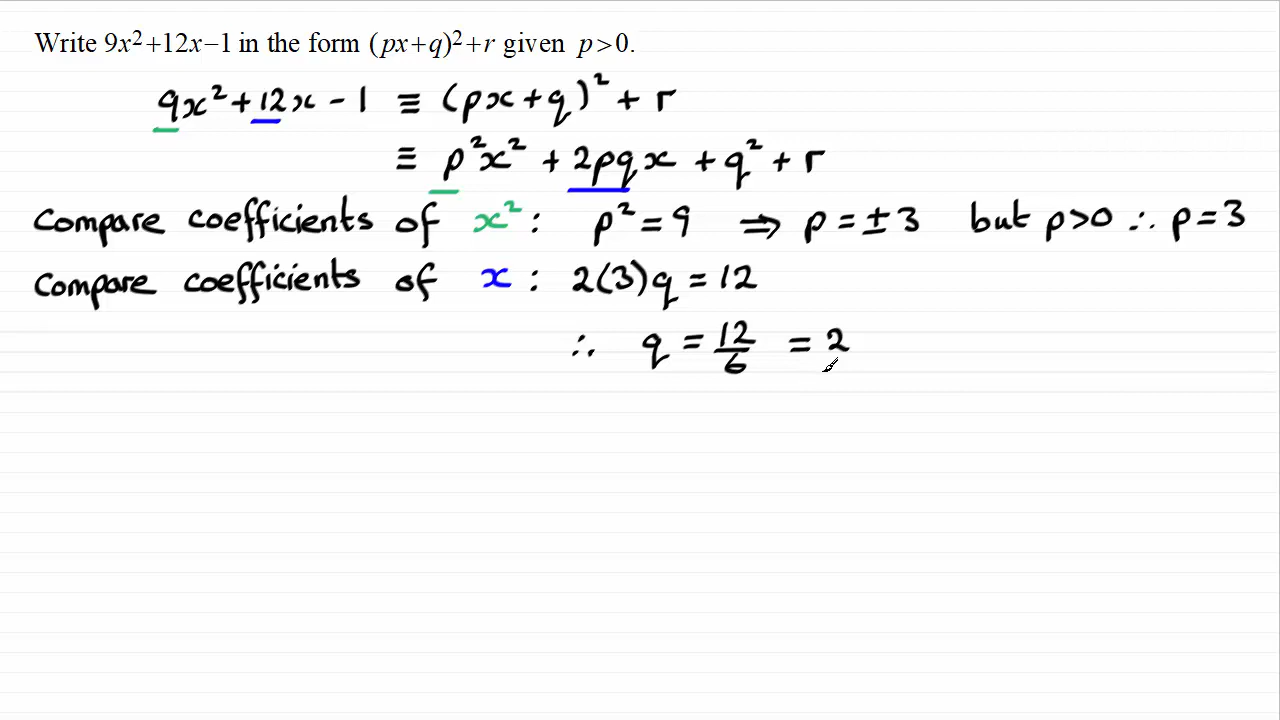 Write 9x²+12x−1 in the form (px+q)²+r given p>0.
9x² + 12x - 1 ≡ (px + q)² + r
≡ p²x² + 2pqx + q² + r
Compare coefficients of x² : p² = 9 ⇒ p = ± 3 but p>0 ∴ p = 3
Compare coefficients of x : 2(3)q = 12
∴ q = 12/6 = 2